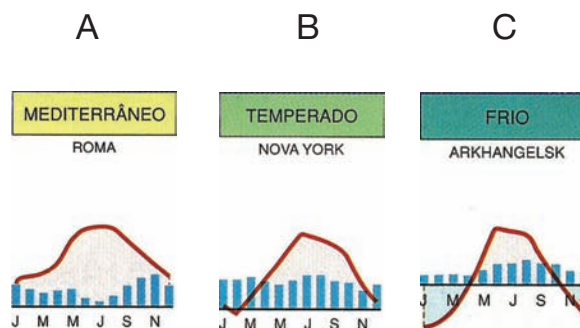 A
B
C
MEDITERRÂNEO
TEMPERADO
FRIO
ROMA
NOVA YORK
ARKHANGELSK
J M M J S N
J M M J S N
J M M J S N